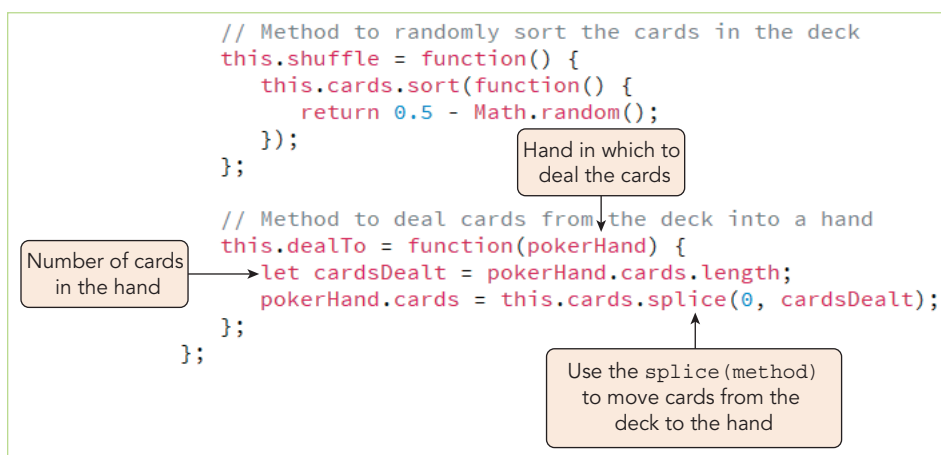 // Method to randomly sort the cards in the deck
this.shuffle = function() {
this.cards.sort(function() {
return 0.5 - Math.random();
});
};
Hand in which to
deal the cards
// Method to deal cards from the deck into a hand
this.dealTo = function(pokerHand) {
Number of cards
in the hand
let cardsDealt = pokerHand.cards.length;
pokerHand.cards = this.cards.splice(0, cardsDealt);
};
};
Use the splice(method)
to move cards from the
deck to the hand